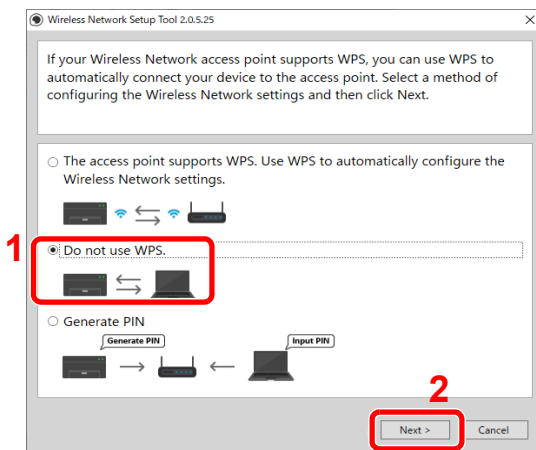 Wireless Network Setup Tool 2.0.5.25
If your Wireless Network access point supports WPS, you can use WPS to
automatically connect your device to the access point. Select a method of
configuring the Wireless Network settings and then click Next.
The access point supports WPS. Use WPS to automatically configure the
Wireless Network settings.
1
Do not use WPS.
Generate PIN
Generate PIN
Input PIN
2
Next >
Cancel